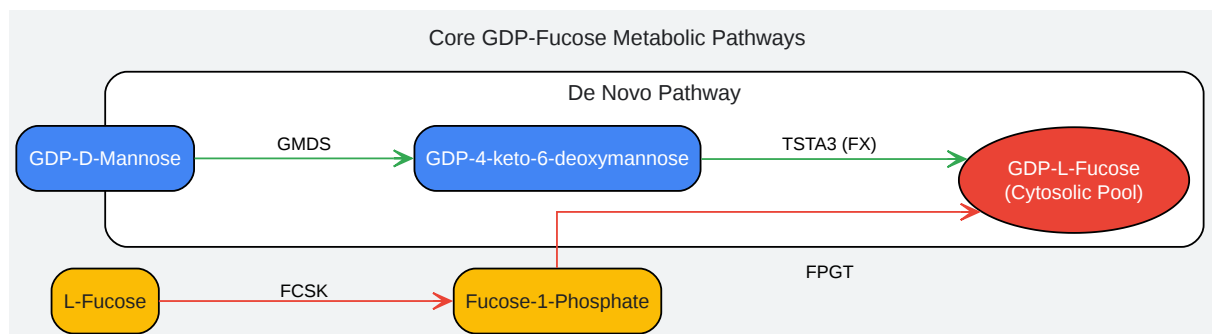 Core GDP-Fucose Metabolic Pathways
De Novo Pathway
GDP-D-Mannose
GMDS
GDP-4-keto-6-deoxymannose
TSTA3 (FX)
GDP-L-Fucose
(Cytosolic Pool)
L-Fucose
FCSK
Fucose-1-Phosphate
FPGT